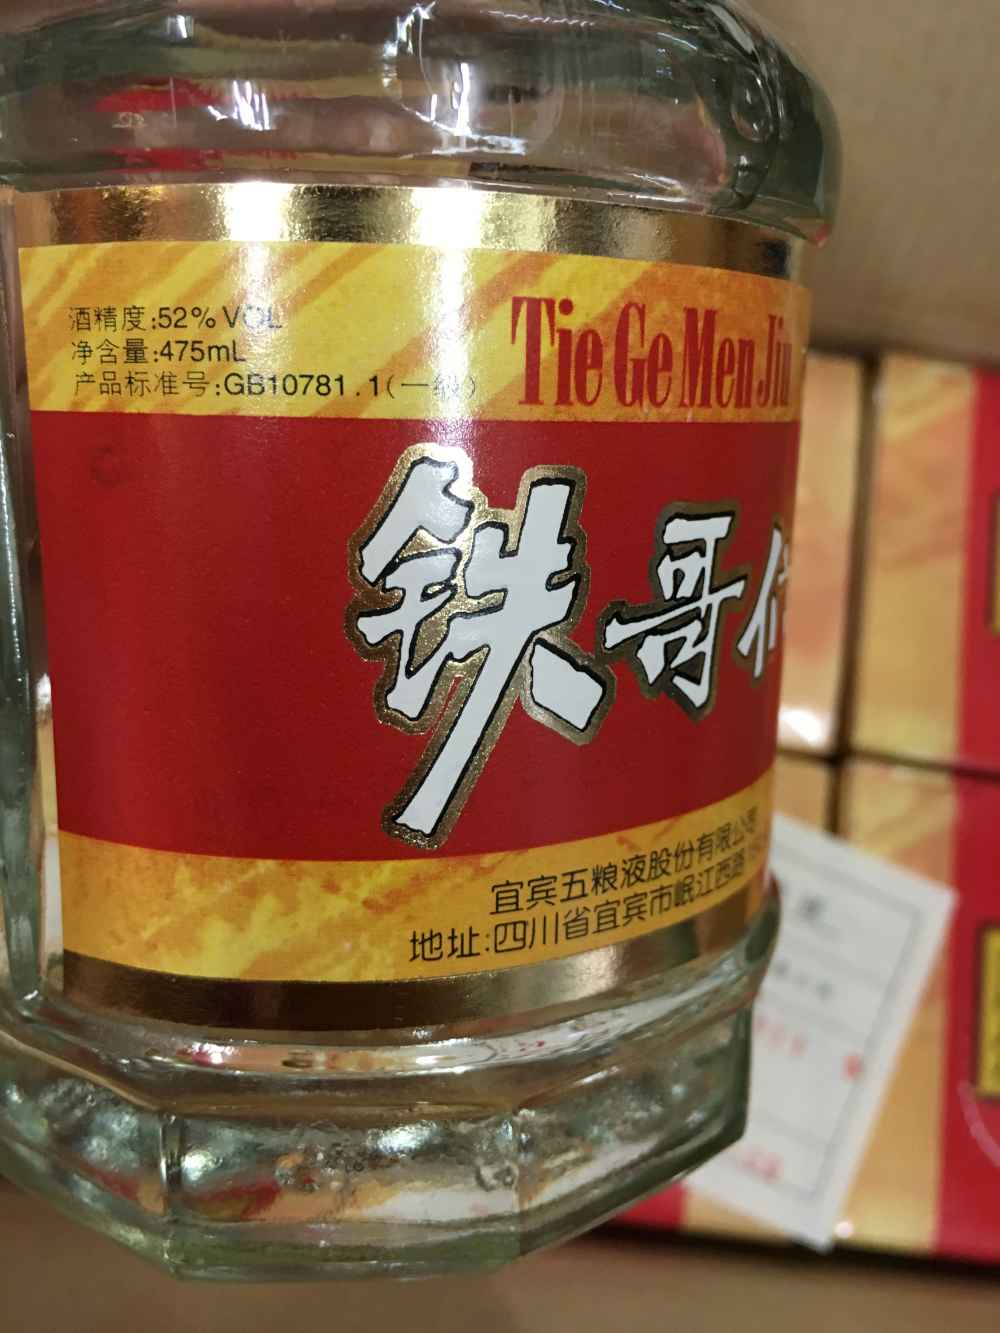 酒精度:52%VOL
净含量:475mL
产品标准号:GB10781.1(一级)
Tie Ge Men Jiu
铁哥们
宜宾五粮液股份有限公司
地址:四川省宜宾市岷江西路